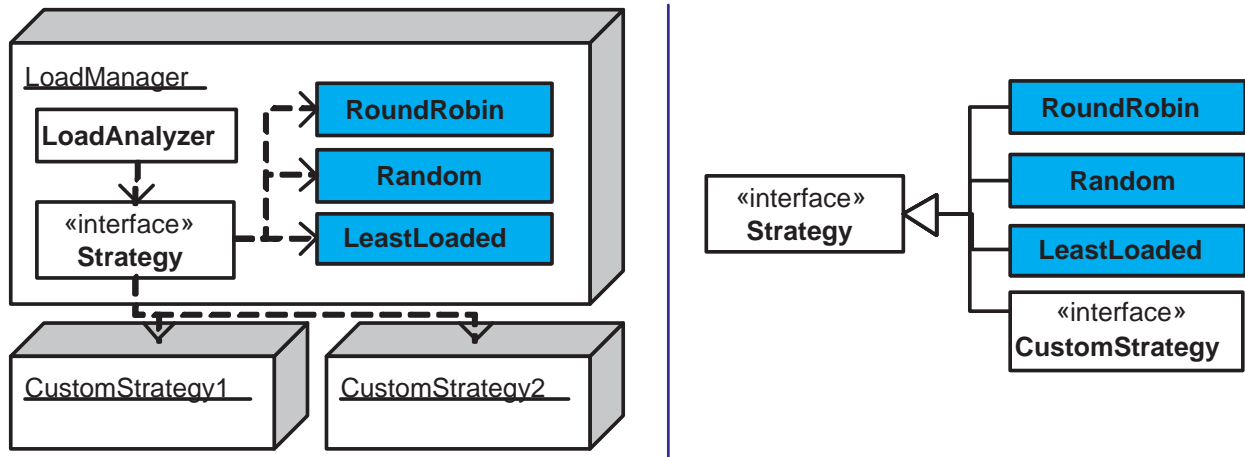 LoadManager
LoadAnalyzer
«interface»
Strategy
RoundRobin
Random
LeastLoaded
CustomStrategy1
CustomStrategy2
«interface»
Strategy
RoundRobin
Random
LeastLoaded
«interface»
CustomStrategy